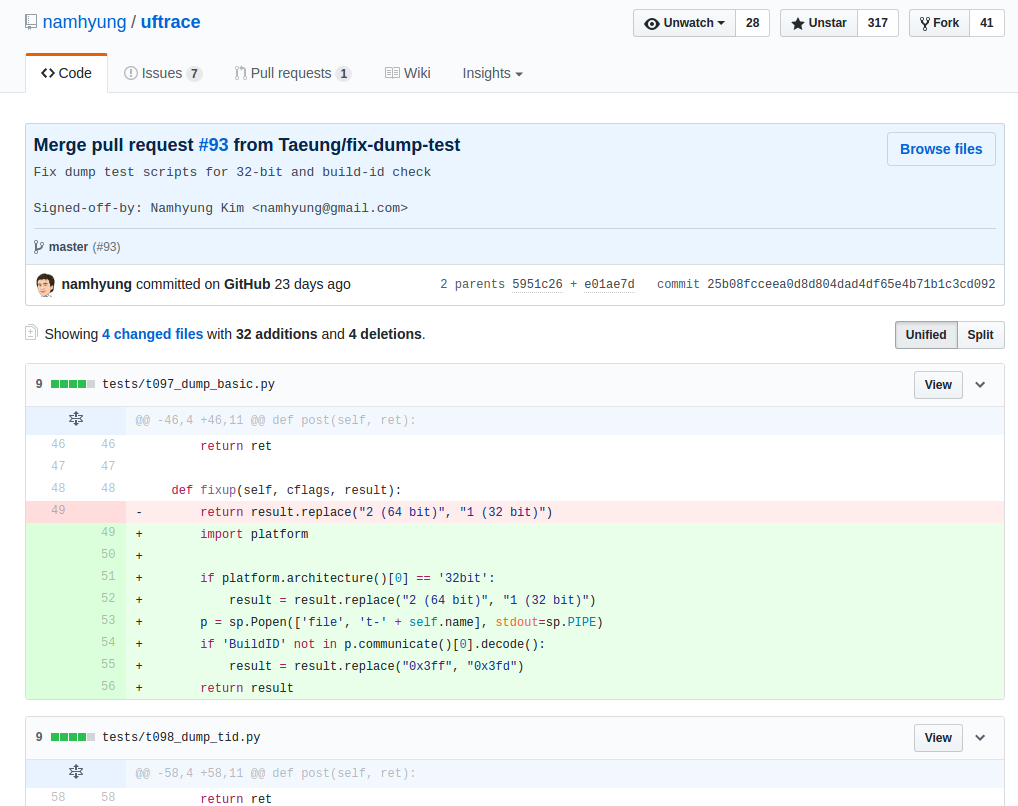 namhyung / uftrace
Unwatch 28 Unstar 317 Fork 41
Code Issues 7 Pull requests 1 Wiki Insights
Merge pull request #93 from Taeung/fix-dump-test
Browse files
Fix dump test scripts for 32-bit and build-id check
Signed-off-by: Namhyung Kim <namhyung@gmail.com>
master (#93)
namhyung committed on GitHub 23 days ago 2 parents 5951c26 + e01ae7d commit 25b08fcceea0d8d804dad4df65e4b71b1c3cd092
Showing 4 changed files with 32 additions and 4 deletions. Unified Split
9 tests/t097_dump_basic.py View
@@ -46,4 +46,11 @@ def post(self, ret):
46 46 return ret
47 47
48 48 def fixup(self, cflags, result):
49 - return result.replace("2 (64 bit)", "1 (32 bit)")
49 + import platform
50 +
51 + if platform.architecture()[0] == '32bit':
52 + result = result.replace("2 (64 bit)", "1 (32 bit)")
53 + p = sp.Popen(['file', 't-' + self.name], stdout=sp.PIPE)
54 + if 'BuildID' not in p.communicate()[0].decode():
55 + result = result.replace("0x3ff", "0x3fd")
56 + return result
9 tests/t098_dump_tid.py View
@@ -58,4 +58,11 @@ def post(self, ret):
58 58 return ret